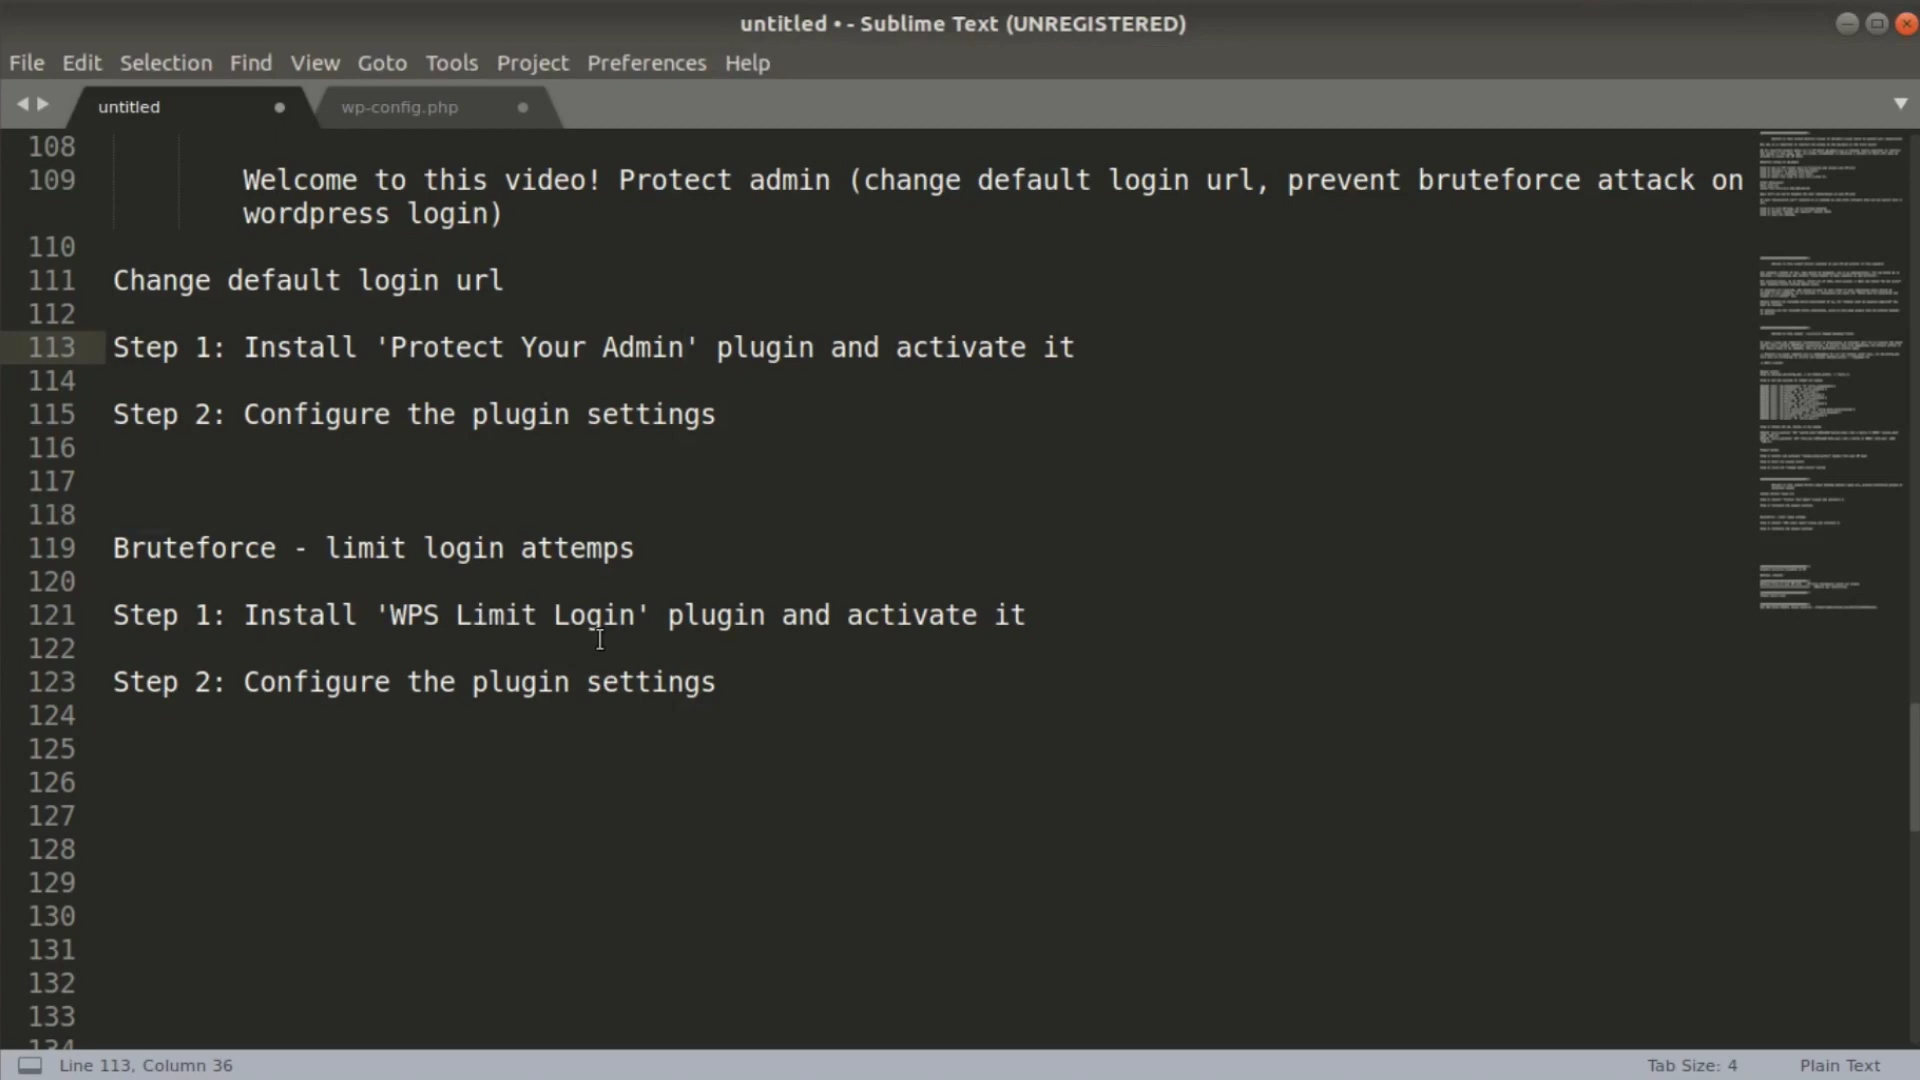 untitled • - Sublime Text (UNREGISTERED)
File Edit Selection Find View Goto Tools Project Preferences Help
untitled wp-config.php
108
109 Welcome to this video! Protect admin (change default login url, prevent bruteforce attack on
wordpress login)
110
111 Change default login url
112
113 Step 1: Install 'Protect Your Admin' plugin and activate it
114
115 Step 2: Configure the plugin settings
116
117
118
119 Bruteforce - limit login attemps
120
121 Step 1: Install 'WPS Limit Login' plugin and activate it
122
123 Step 2: Configure the plugin settings
124
125
126
127
128
129
130
131
132
133
134
Line 113, Column 36 Tab Size: 4 Plain Text